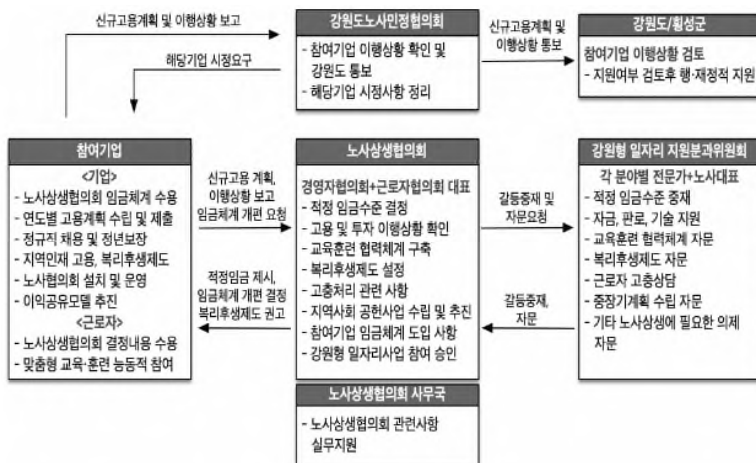 신규고용계획 및 이행상황 보고
해당기업 시정요구
강원도노사민정협의회
- 참여기업 이행상황 확인 및
강원도 통보
- 해당기업 시정사항 정리
신규고용계획 및
이행상황 통보
강원도/횡성군
참여기업 이행상황 검토
- 지원여부 검토후 행·재정적 지원
참여기업
<기업>
- 노사상생협의회 임금체계 수용
- 연도별 고용계획 수립 및 제출
- 정규직 채용 및 정년보장
- 지역인재 고용, 복리후생제도
- 노사협의회 설치 및 운영
- 이익공유모델 추진
<근로자>
- 노사상생협의회 결정내용 수용
- 맞춤형 교육·훈련 능동적 참여
신규고용 계획,
이행상황 보고
임금체계 개편 요청
적정임금 제시,
임금체계 개편 결정
복리후생제도 권고
노사상생협의회
경영자협의회+근로자협의회 대표
- 적정 임금수준 결정
- 고용 및 투자 이행상황 확인
- 교육훈련 협력체계 구축
- 복리후생제도 설정
- 고충처리 관련 사항
- 지역사회 공헌사업 수립 및 추진
- 참여기업 임금체계 도입 사항
- 강원형 일자리사업 참여 승인
갈등중재 및
자문요청
갈등중재,
자문
강원형 일자리 지원분과위원회
각 분야별 전문가+노사대표
- 적정 임금수준 중재
- 자금, 판로, 기술 지원
- 교육훈련 협력체계 자문
- 복리후생제도 자문
- 근로자 고충상담
- 중장기계획 수립 자문
- 기타 노사상생에 필요한 의제
자문
노사상생협의회 사무국
- 노사상생협의회 관련사항
실무지원